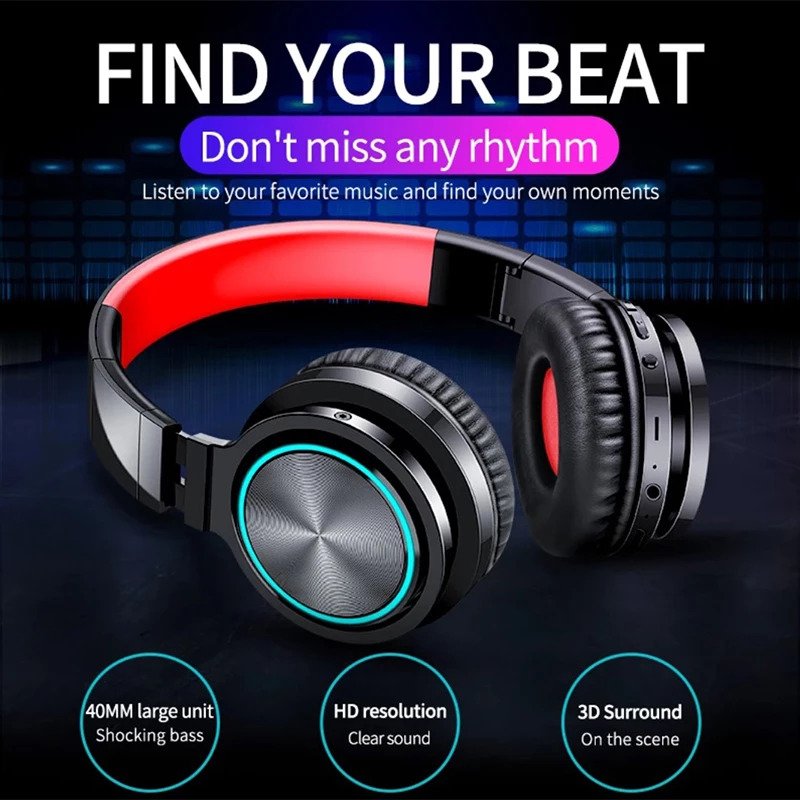 FIND YOUR BEAT
Don't miss any rhythm
Listen to your favorite music and find your own moments
40MM large unit
Shocking bass
HD resolution
Clear sound
3D Surround
On the scene